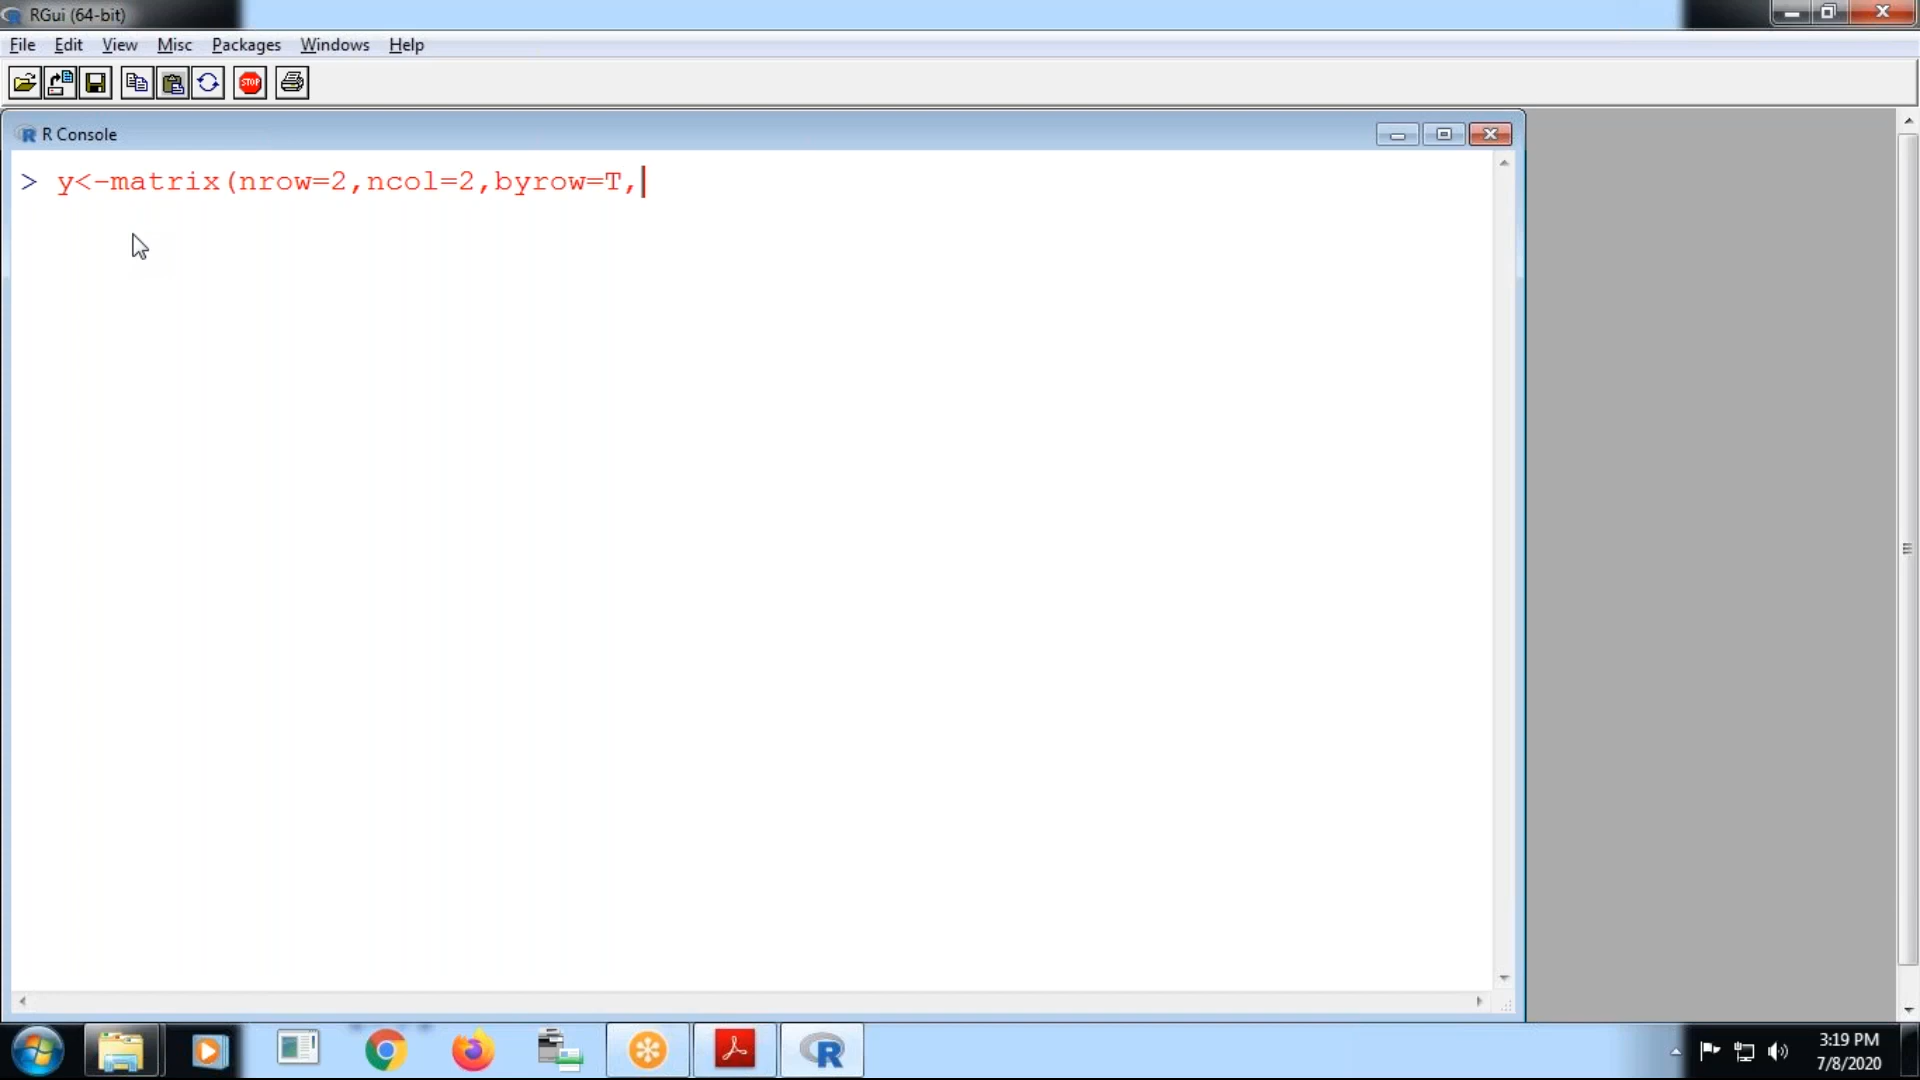 RGui (64-bit)
File Edit View Misc Packages Windows Help
STOP
R Console
> y<-matrix(nrow=2,ncol=2,byrow=T,
3:19 PM
7/8/2020